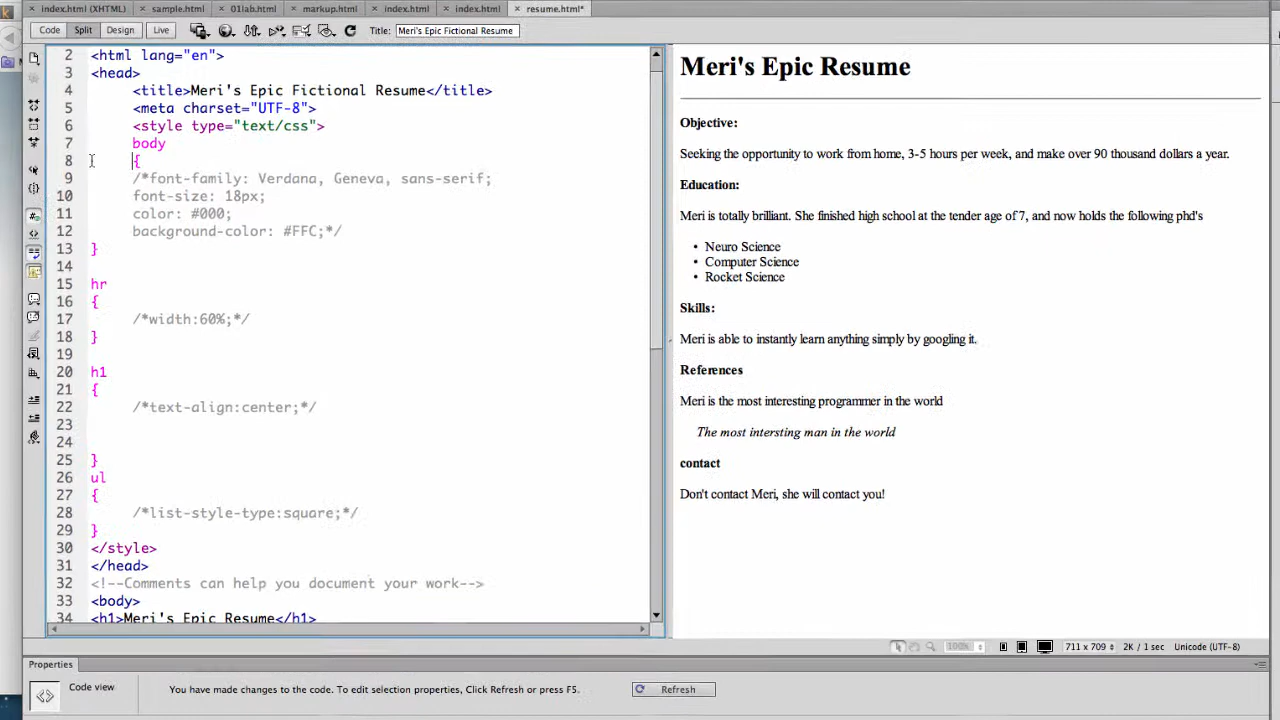 index.html (XHTML) sample.html 01lab.html markup.html index.html index.html resume.html*
Code Split Design Live Title: Meri's Epic Fictional Resume
2 <html lang="en">
3 <head>
4 <title>Meri's Epic Fictional Resume</title>
5 <meta charset="UTF-8">
6 <style type="text/css">
7 body
8 {
9 /*font-family: Verdana, Geneva, sans-serif;
10 font-size: 18px;
11 color: #000;
12 background-color: #FFC;*/
13 }
14
15 hr
16 {
17 /*width:60%;*/
18 }
19
20 h1
21 {
22 /*text-align:center;*/
23
24
25 }
26 ul
27 {
28 /*list-style-type:square;*/
29 }
30 </style>
31 </head>
32 <!--Comments can help you document your work-->
33 <body>
34 <h1>Meri's Epic Resume</h1>
Meri's Epic Resume
Objective:
Seeking the opportunity to work from home, 3-5 hours per week, and make over 90 thousand dollars a year.
Education:
Meri is totally brilliant. She finished high school at the tender age of 7, and now holds the following phd's
• Neuro Science
• Computer Science
• Rocket Science
Skills:
Meri is able to instantly learn anything simply by googling it.
References
Meri is the most interesting programmer in the world
The most intersting man in the world
contact
Don't contact Meri, she will contact you!
100% 711 x 709 2K / 1 sec Unicode (UTF-8)
Properties
Code view You have made changes to the code. To edit selection properties, Click Refresh or press F5. Refresh